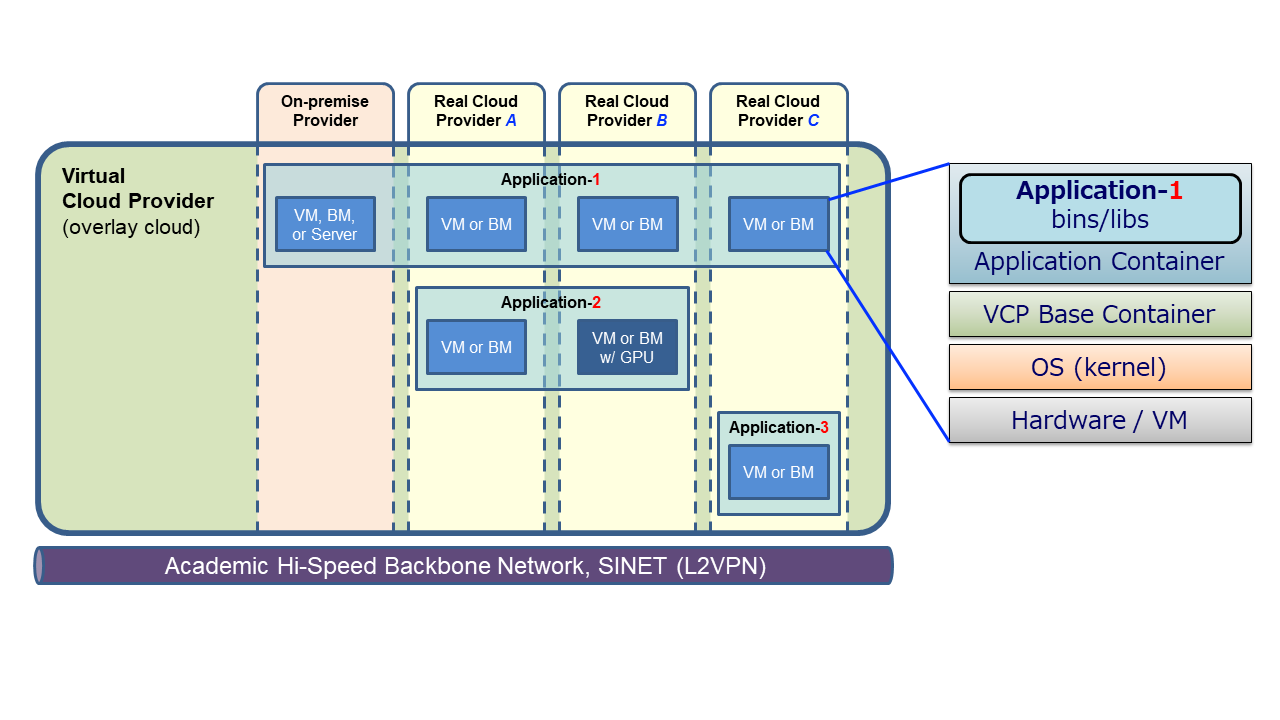 On-premise
Provider
Real Cloud
Provider A
Real Cloud
Provider B
Real Cloud
Provider C
Virtual
Cloud Provider
(overlay cloud)
Application-1
VM, BM,
or Server
VM or BM
VM or BM
VM or BM
Application-2
VM or BM
VM or BM
w/ GPU
Application-3
VM or BM
Academic Hi-Speed Backbone Network, SINET (L2VPN)
Application-1
bins/libs
Application Container
VCP Base Container
OS (kernel)
Hardware / VM